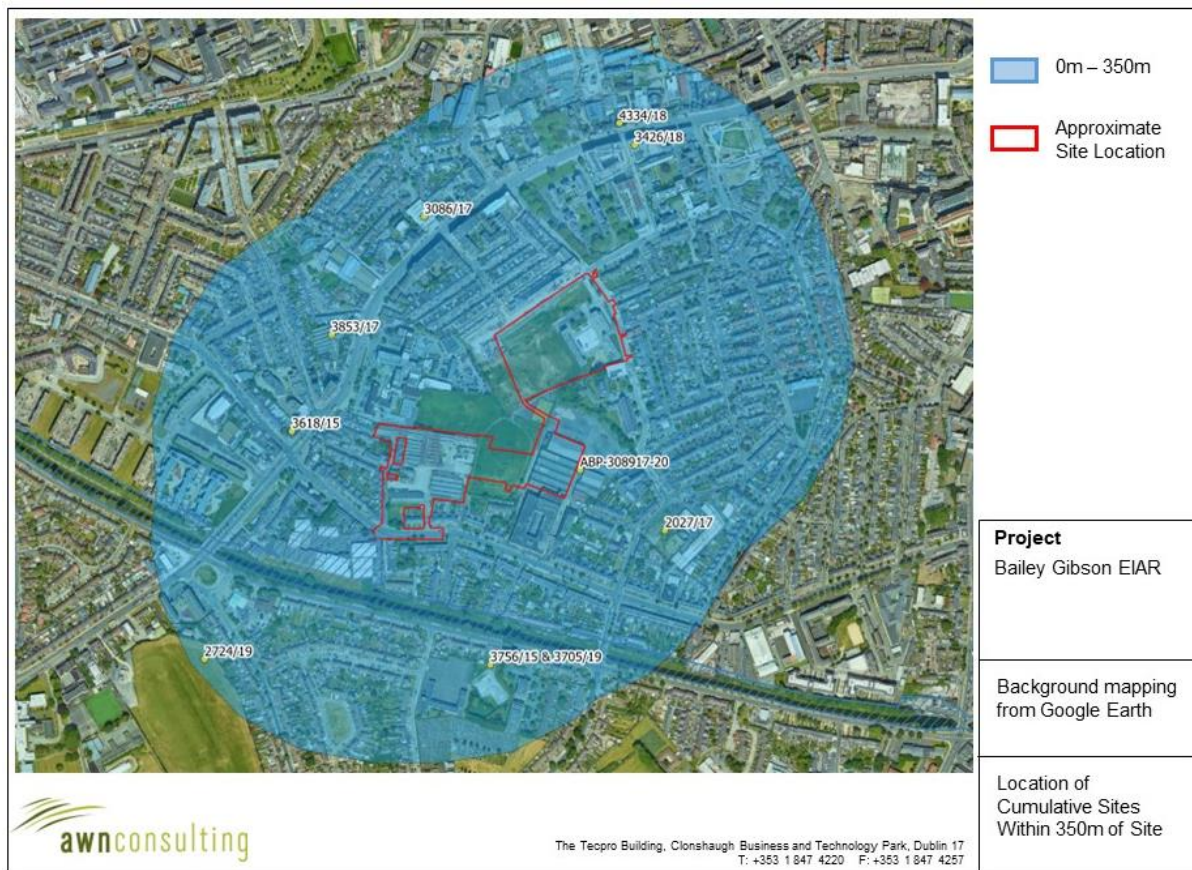 4334/18
3426/18
3086/17
3853/17
3618/15
ABP-308917-20
2027/17
2724/19
3756/15 & 3705/19
0m – 350m
Approximate
Site Location
Project
Bailey Gibson EIAR
Background mapping
from Google Earth
Location of
Cumulative Sites
Within 350m of Site
awnconsulting
The Tecpro Building, Clonshaugh Business and Technology Park, Dublin 17
T: +353 1 847 4220 F: +353 1 847 4257